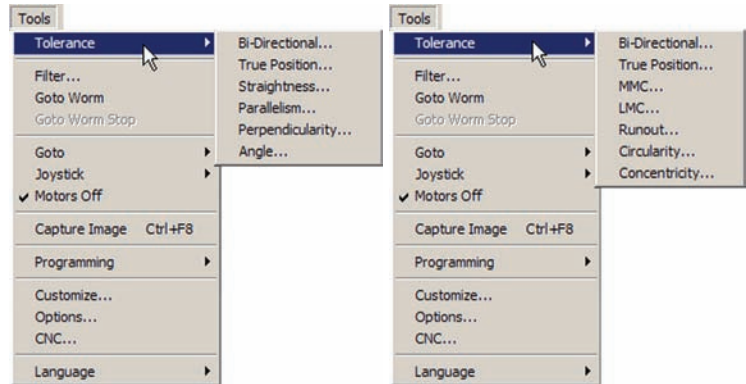 Tools
Tolerance
Filter...
Goto Worm
Goto Worm Stop
Goto
Joystick
Motors Off
Capture Image Ctrl+F8
Programming
Customize...
Options...
CNC...
Language
Bi-Directional...
True Position...
Straightness...
Parallelism...
Perpendicularity...
Angle...
Tools
Tolerance
Filter...
Goto Worm
Goto Worm Stop
Goto
Joystick
Motors Off
Capture Image Ctrl+F8
Programming
Customize...
Options...
CNC...
Language
Bi-Directional...
True Position...
MMC...
LMC...
Runout...
Circularity...
Concentricity...